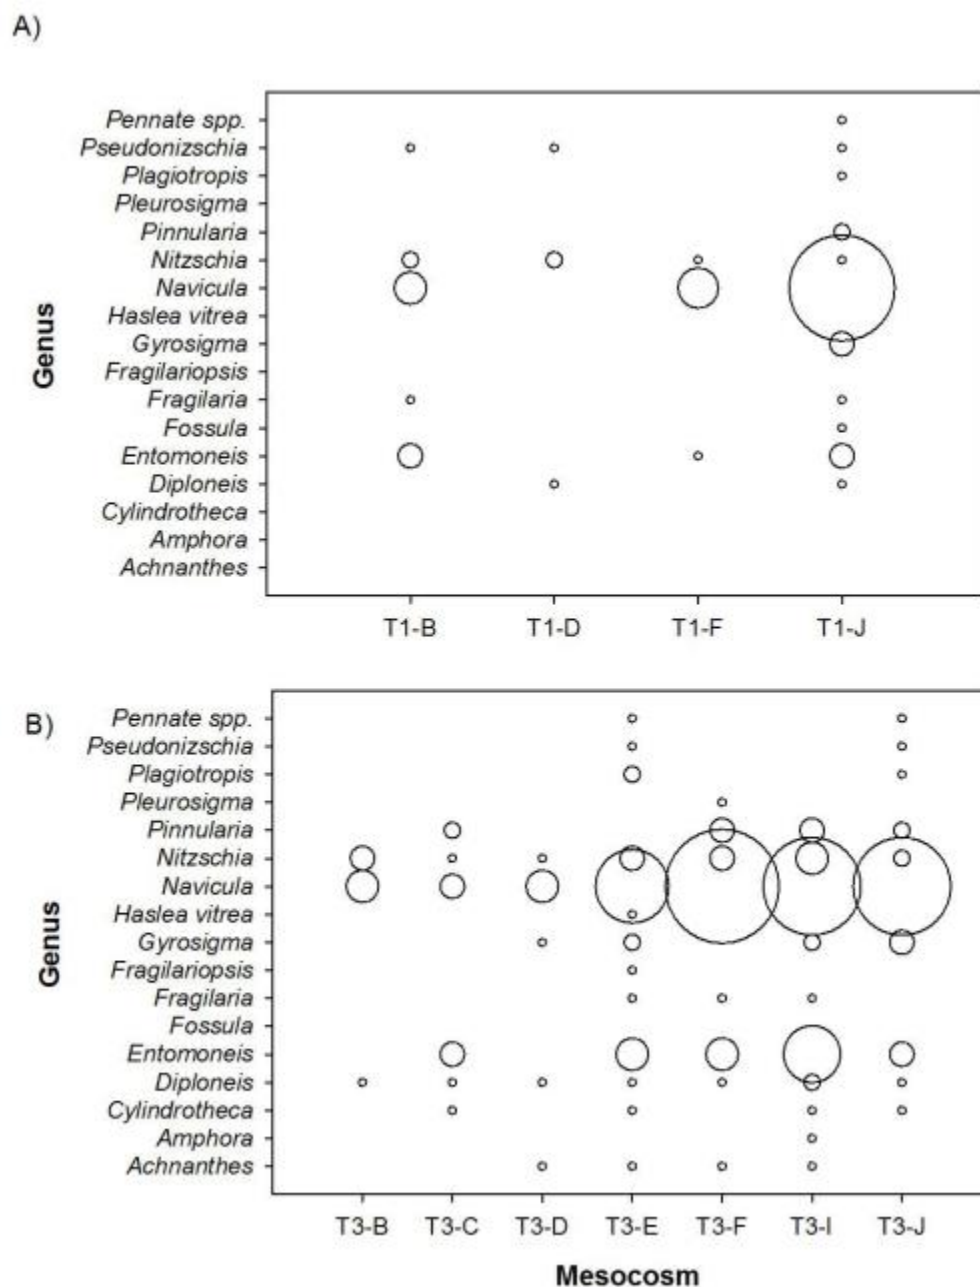 A)
Genus
Pennate spp.
Pseudonizschia
Plagiotropis
Pleurosigma
Pinnularia
Nitzschia
Navicula
Haslea vitrea
Gyrosigma
Fragilariopsis
Fragilaria
Fossula
Entomoneis
Diploneis
Cylindrotheca
Amphora
Achnanthes
T1-B T1-D T1-F T1-J
B)
Genus
Pennate spp.
Pseudonizschia
Plagiotropis
Pleurosigma
Pinnularia
Nitzschia
Navicula
Haslea vitrea
Gyrosigma
Fragilariopsis
Fragilaria
Fossula
Entomoneis
Diploneis
Cylindrotheca
Amphora
Achnanthes
T3-B T3-C T3-D T3-E T3-F T3-I T3-J
Mesocosm